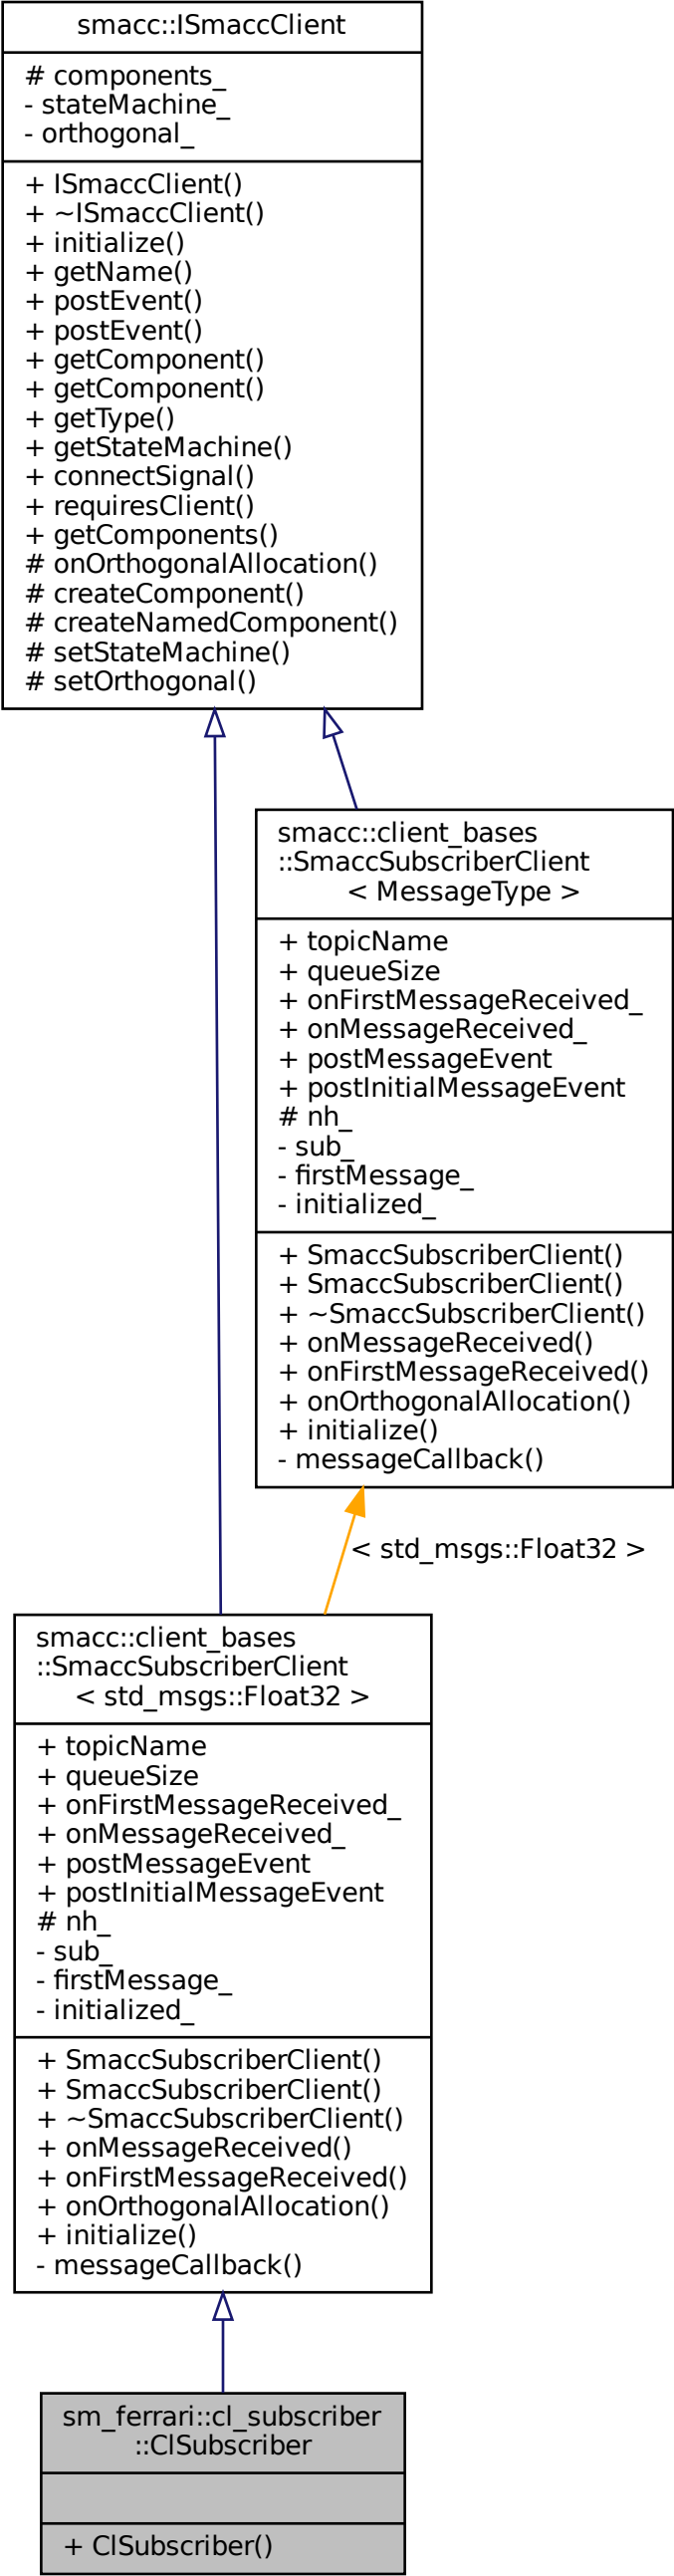 smacc::ISmaccClient
# components_
- stateMachine_
- orthogonal_
+ ISmaccClient()
+ ~ISmaccClient()
+ initialize()
+ getName()
+ postEvent()
+ postEvent()
+ getComponent()
+ getComponent()
+ getType()
+ getStateMachine()
+ connectSignal()
+ requiresClient()
+ getComponents()
# onOrthogonalAllocation()
# createComponent()
# createNamedComponent()
# setStateMachine()
# setOrthogonal()
smacc::client_bases
::SmaccSubscriberClient
< MessageType >
+ topicName
+ queueSize
+ onFirstMessageReceived_
+ onMessageReceived_
+ postMessageEvent
+ postInitialMessageEvent
# nh_
- sub_
- firstMessage_
- initialized_
+ SmaccSubscriberClient()
+ SmaccSubscriberClient()
+ ~SmaccSubscriberClient()
+ onMessageReceived()
+ onFirstMessageReceived()
+ onOrthogonalAllocation()
+ initialize()
- messageCallback()
< std_msgs::Float32 >
smacc::client_bases
::SmaccSubscriberClient
< std_msgs::Float32 >
+ topicName
+ queueSize
+ onFirstMessageReceived_
+ onMessageReceived_
+ postMessageEvent
+ postInitialMessageEvent
# nh_
- sub_
- firstMessage_
- initialized_
+ SmaccSubscriberClient()
+ SmaccSubscriberClient()
+ ~SmaccSubscriberClient()
+ onMessageReceived()
+ onFirstMessageReceived()
+ onOrthogonalAllocation()
+ initialize()
- messageCallback()
sm_ferrari::cl_subscriber
::ClSubscriber
+ ClSubscriber()